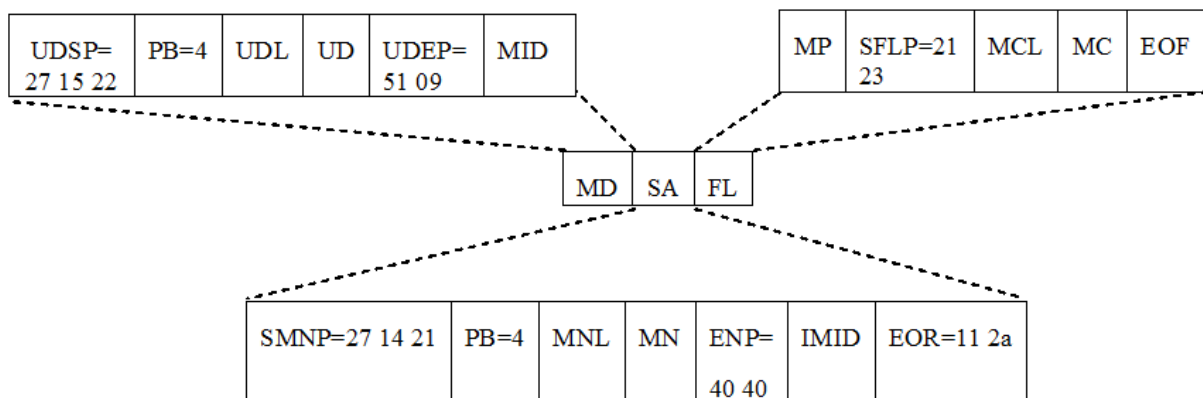 UDSP=
27 15 22
PB=4
UDL
UD
UDEP=
51 09
MID
MP
SFLP=21
23
MCL
MC
EOF
MD
SA
FL
SMNP=27 14 21
PB=4
MNL
MN
ENP=
40 40
IMID
EOR=11 2a